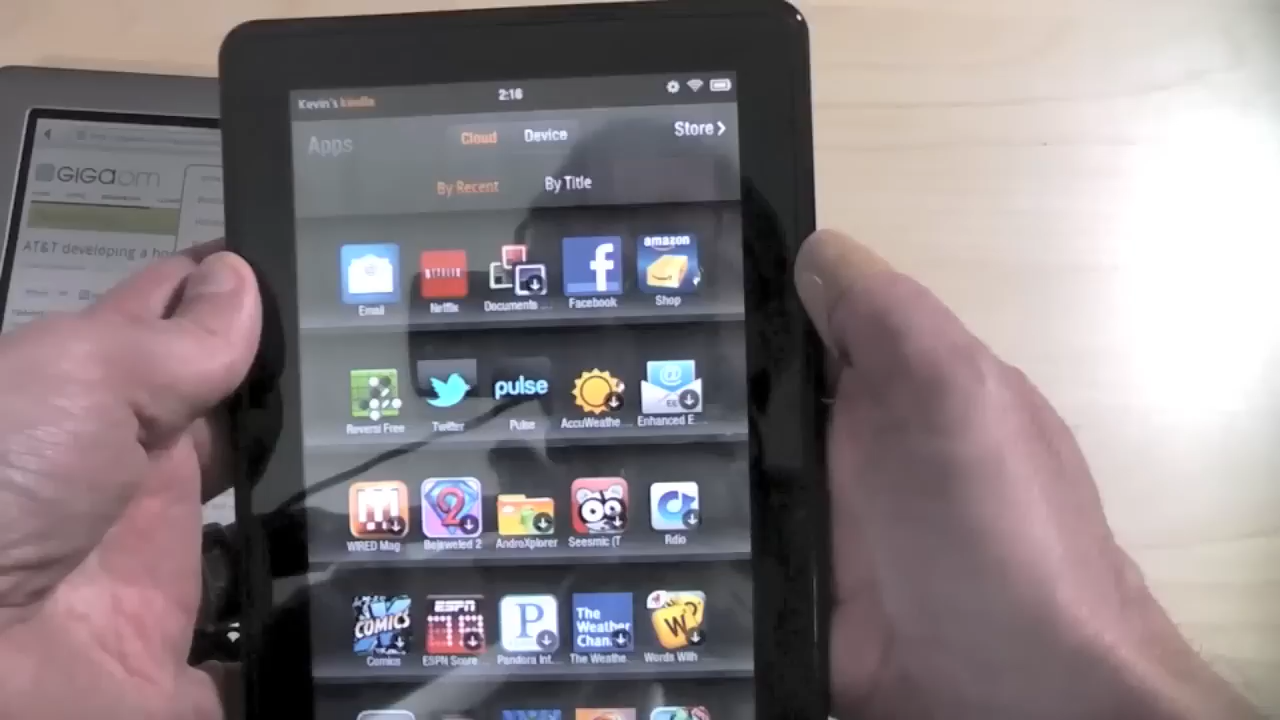 Kevin's kindle
2:16
Apps
Cloud
Device
Store
By Recent
By Title
GIGAOM
AT&T developing a
NETFLIX
amazon
Email
Netflix
Documents ...
Facebook
Shop
pulse
Reversi Free
Twitter
Pulse
AccuWeathe...
Enhanced E...
2
WIRED Mag
Bejeweled 2
AndroXplorer
Seesmic (T
Rdio
COMICS
ESPN
P
The
Weather
Chan
W
Comics
ESPN Score...
Pandora Int...
The Weathe...
Words With